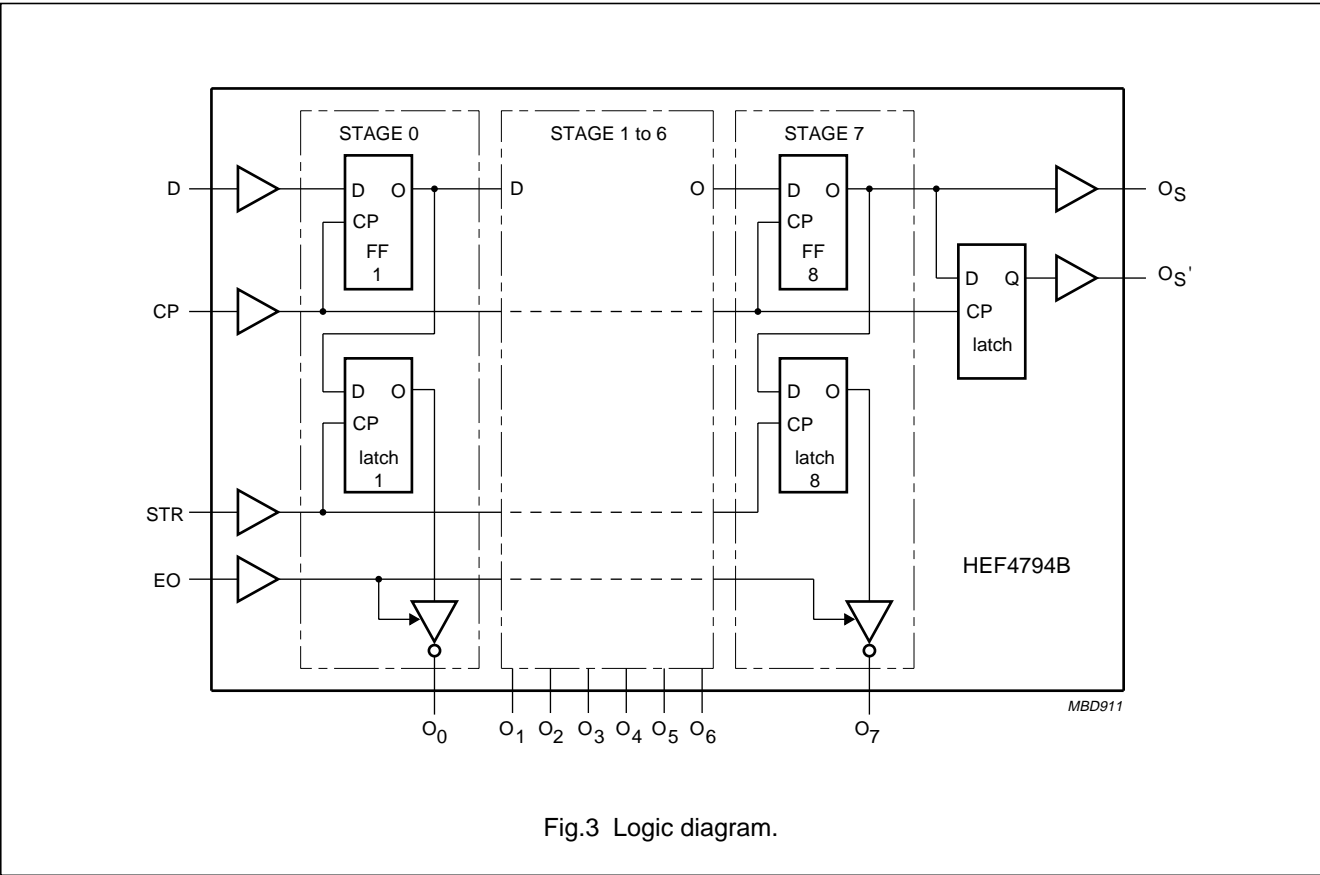 STAGE 0 STAGE 1 to 6 STAGE 7
D D O D O D O OS
CP CP
FF FF
1 8
D Q OS'
CP CP
latch
D O D O
CP CP
latch latch
1 8
STR
EO
HEF4794B
MBD911
O0 O1 O2 O3 O4 O5 O6 O7
Fig.3 Logic diagram.